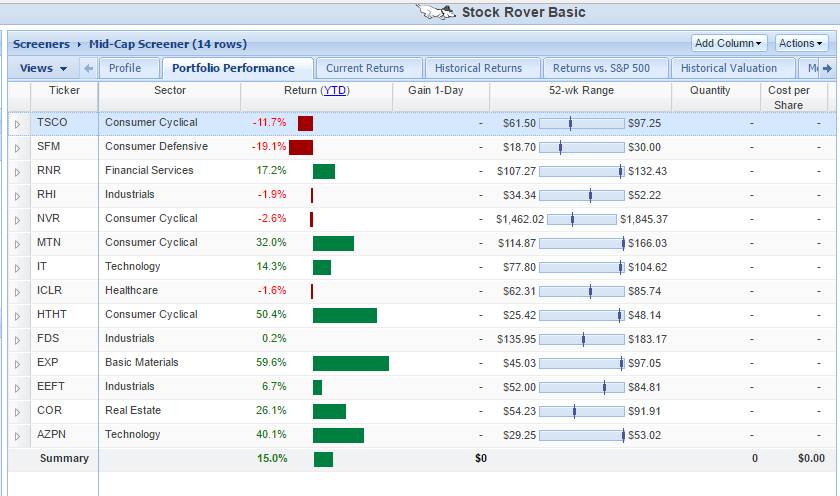 Stock Rover Basic
Screeners Mid-Cap Screener (14 rows) Add Column Actions
Views Profile Portfolio Performance Current Returns Historical Returns Returns vs. S&P 500 Historical Valuation
Ticker Sector Return (YTD) Gain 1-Day 52-wk Range Quantity Cost per Share
TSCO Consumer Cyclical -11.7% - $61.50 $97.25 - -
SFM Consumer Defensive -19.1% - $18.70 $30.00 - -
RNR Financial Services 17.2% - $107.27 $132.43 - -
RHI Industrials -1.9% - $34.34 $52.22 - -
NVR Consumer Cyclical -2.6% - $1,462.02 $1,845.37 - -
MTN Consumer Cyclical 32.0% - $114.87 $166.03 - -
IT Technology 14.3% - $77.80 $104.62 - -
ICLR Healthcare -1.6% - $62.31 $85.74 - -
HTHT Consumer Cyclical 50.4% - $25.42 $48.14 - -
FDS Industrials 0.2% - $135.95 $183.17 - -
EXP Basic Materials 59.6% - $45.03 $97.05 - -
EEFT Industrials 6.7% - $52.00 $84.81 - -
COR Real Estate 26.1% - $54.23 $91.91 - -
AZPN Technology 40.1% - $29.25 $53.02 - -
Summary 15.0% $0 0 $0.00